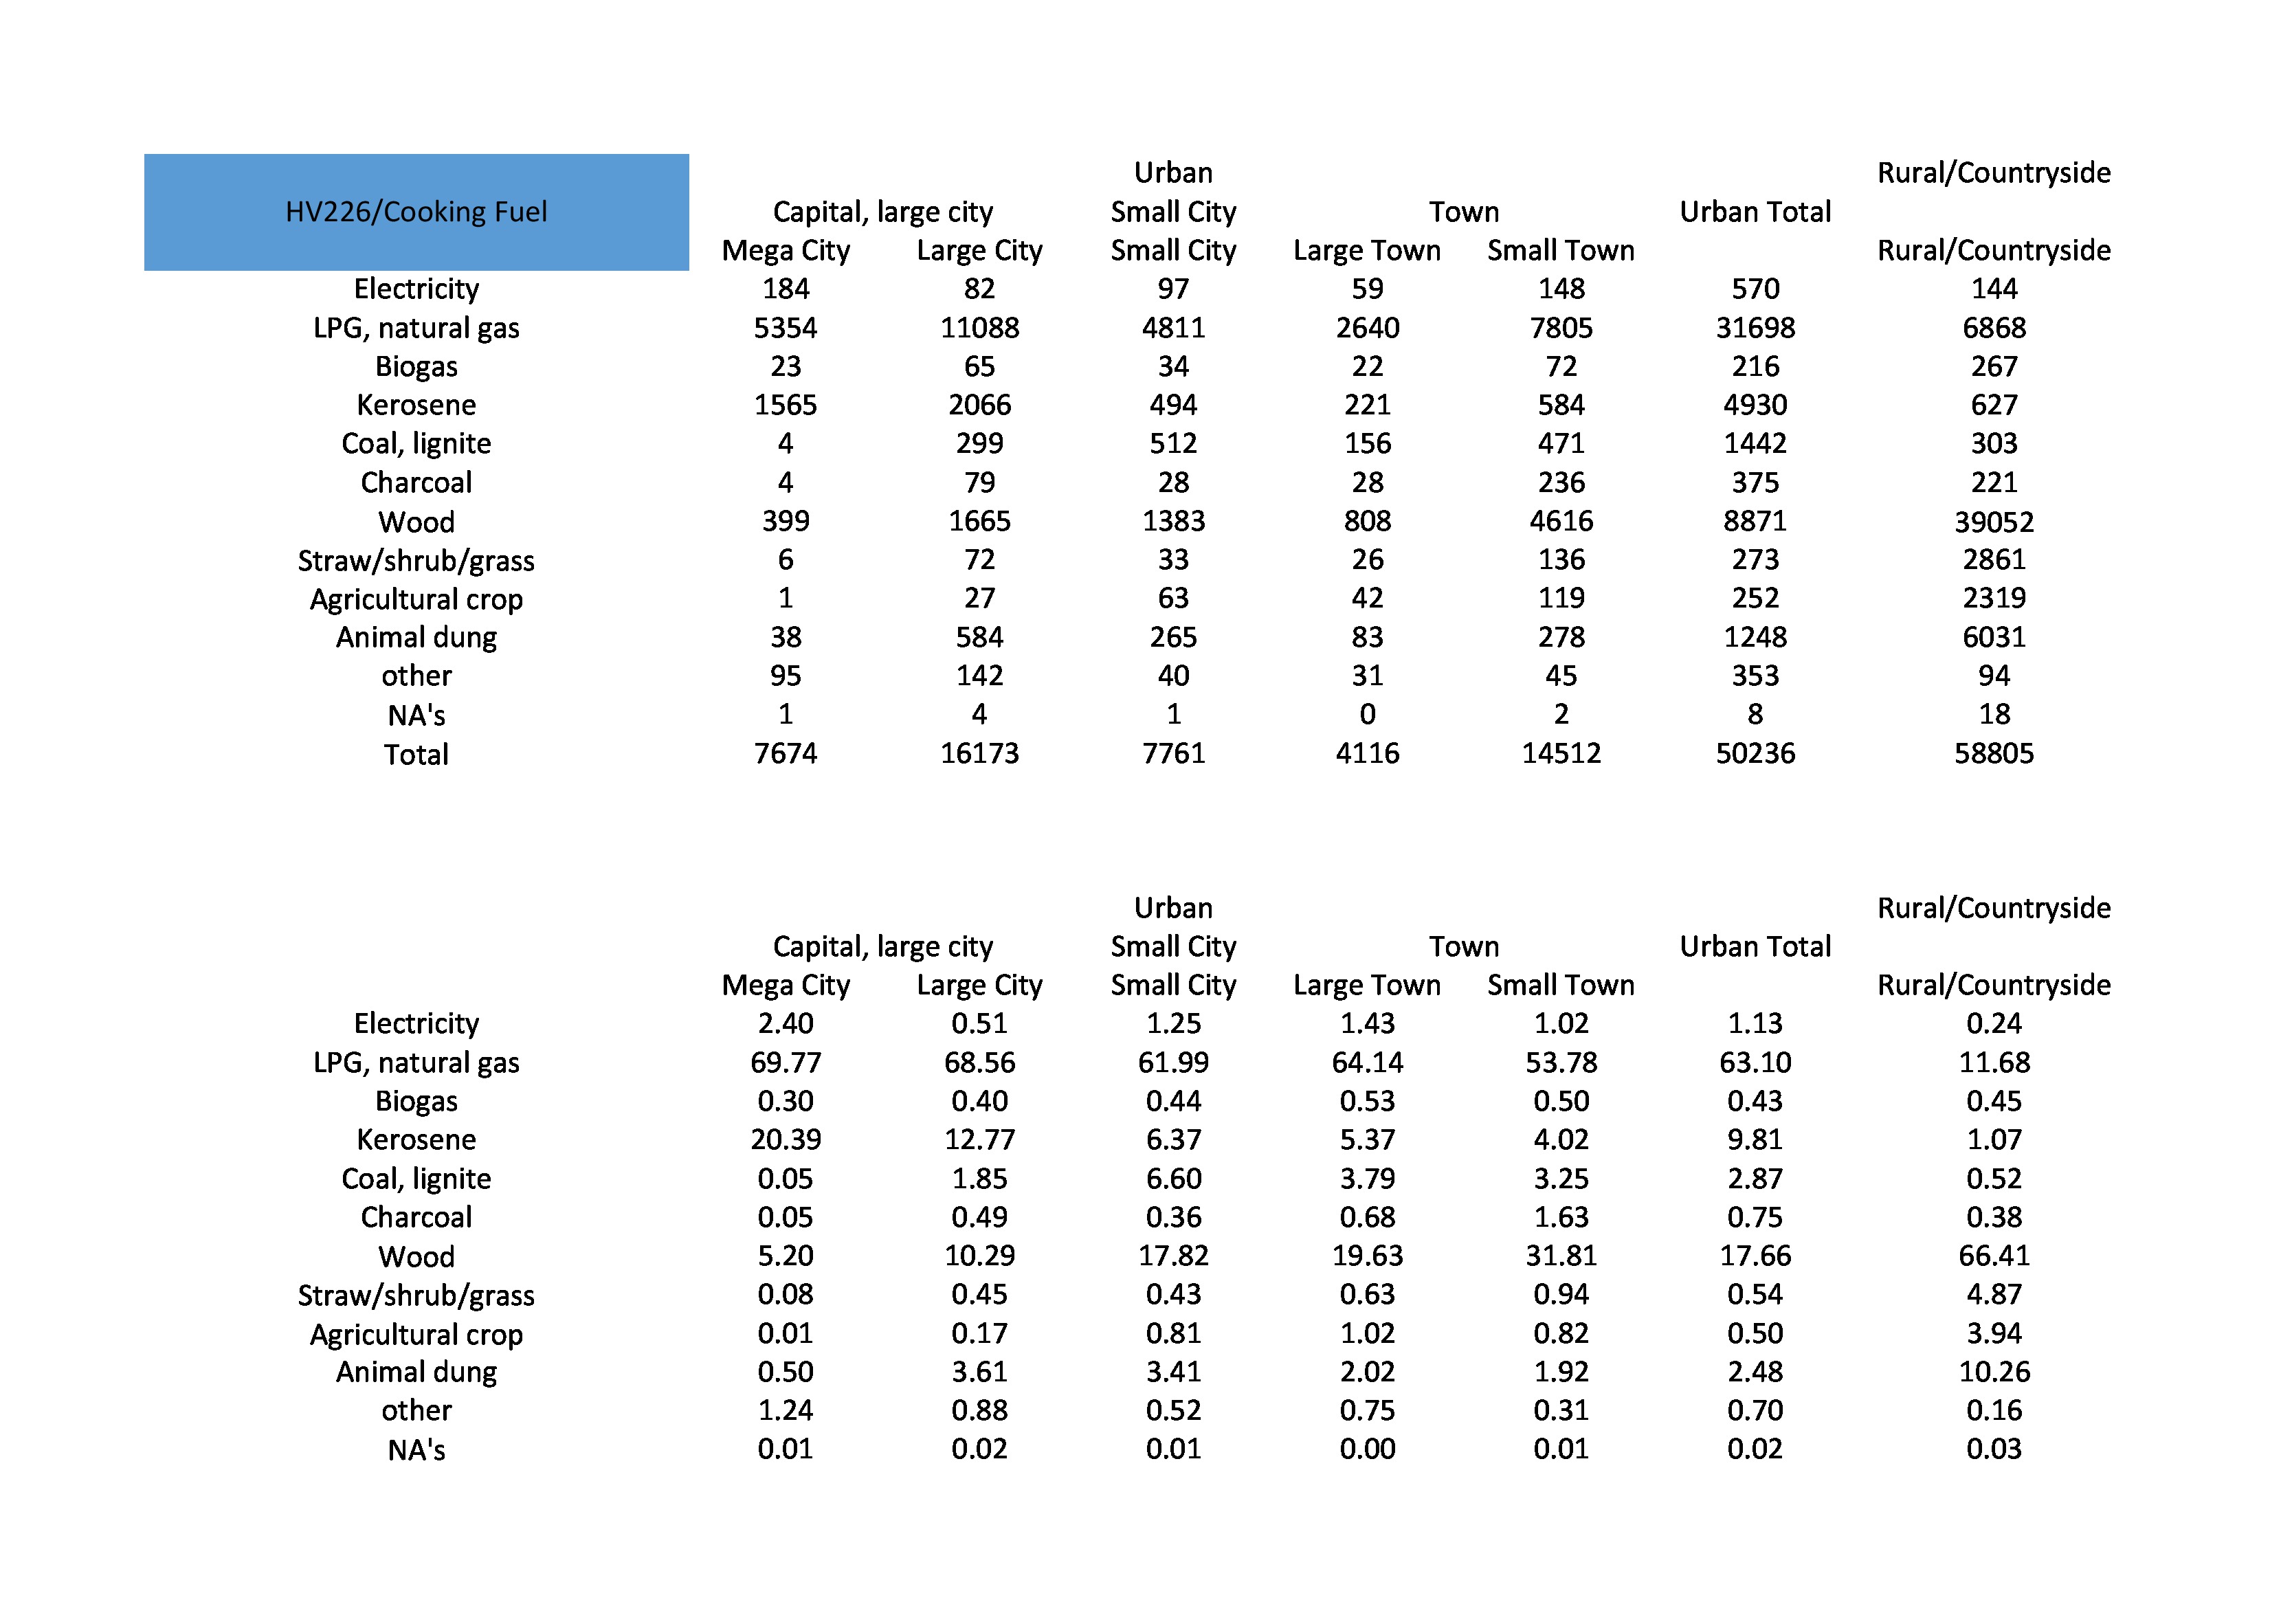 Urban Rural/Countryside
HV226/Cooking Fuel Capital, large city Small City Town Urban Total
Mega City Large City Small City Large Town Small Town Rural/Countryside
Electricity 184 82 97 59 148 570 144
LPG, natural gas 5354 11088 4811 2640 7805 31698 6868
Biogas 23 65 34 22 72 216 267
Kerosene 1565 2066 494 221 584 4930 627
Coal, lignite 4 299 512 156 471 1442 303
Charcoal 4 79 28 28 236 375 221
Wood 399 1665 1383 808 4616 8871 39052
Straw/shrub/grass 6 72 33 26 136 273 2861
Agricultural crop 1 27 63 42 119 252 2319
Animal dung 38 584 265 83 278 1248 6031
other 95 142 40 31 45 353 94
NA's 1 4 1 0 2 8 18
Total 7674 16173 7761 4116 14512 50236 58805
Urban Rural/Countryside
Capital, large city Small City Town Urban Total
Mega City Large City Small City Large Town Small Town Rural/Countryside
Electricity 2.40 0.51 1.25 1.43 1.02 1.13 0.24
LPG, natural gas 69.77 68.56 61.99 64.14 53.78 63.10 11.68
Biogas 0.30 0.40 0.44 0.53 0.50 0.43 0.45
Kerosene 20.39 12.77 6.37 5.37 4.02 9.81 1.07
Coal, lignite 0.05 1.85 6.60 3.79 3.25 2.87 0.52
Charcoal 0.05 0.49 0.36 0.68 1.63 0.75 0.38
Wood 5.20 10.29 17.82 19.63 31.81 17.66 66.41
Straw/shrub/grass 0.08 0.45 0.43 0.63 0.94 0.54 4.87
Agricultural crop 0.01 0.17 0.81 1.02 0.82 0.50 3.94
Animal dung 0.50 3.61 3.41 2.02 1.92 2.48 10.26
other 1.24 0.88 0.52 0.75 0.31 0.70 0.16
NA's 0.01 0.02 0.01 0.00 0.01 0.02 0.03